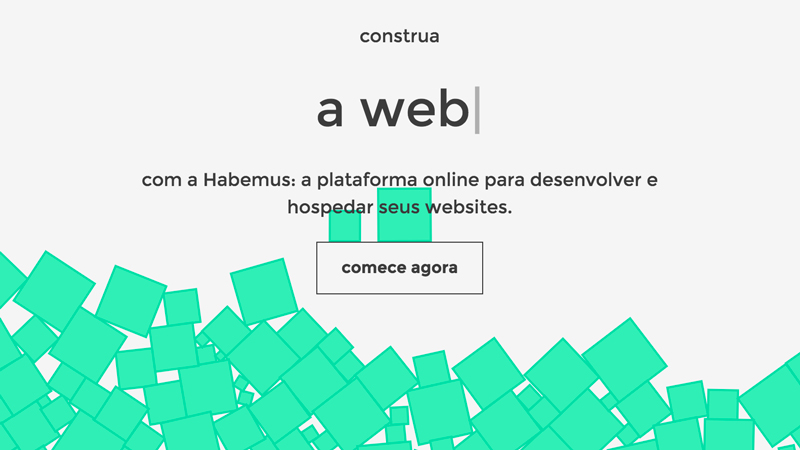 construa
a web
com a Habemus: a plataforma online para desenvolver e
hospedar seus websites.
comece agora